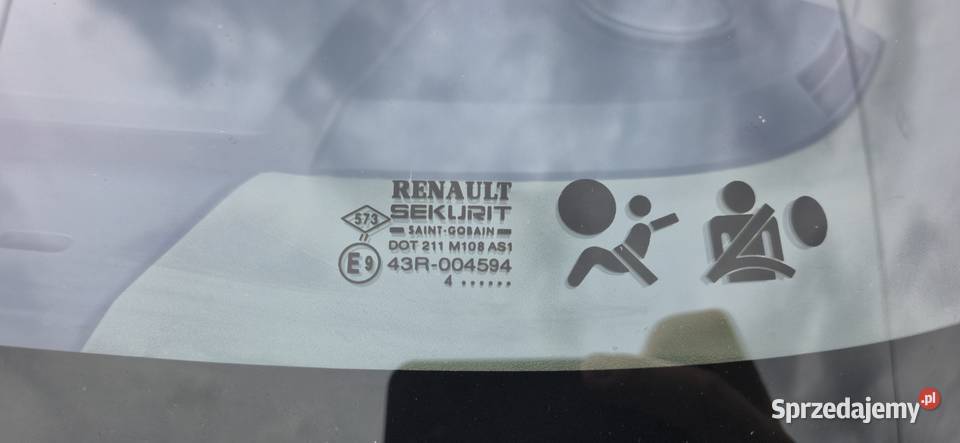 RENAULT
573
SEKURIT
SAINT-GOBAIN
DOT 211 M108 AS1
E9 43R-004594
4 ......
Sprzedajemy.pl